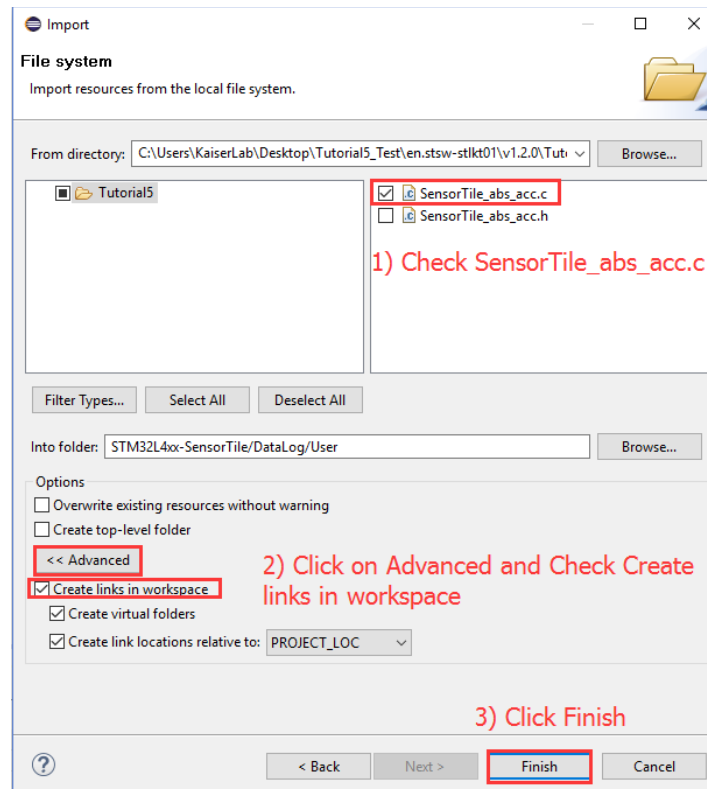 Import
File system
Import resources from the local file system.
From directory: C:\Users\KaiserLab\Desktop\Tutorial5_Test\en.stsw-stlkt01\v1.2.0\Tut Browse...
Tutorial5
SensorTile_abs_acc.c
SensorTile_abs_acc.h
1) Check SensorTile_abs_acc.c
Filter Types... Select All Deselect All
Into folder: STM32L4xx-SensorTile/DataLog/User Browse...
Options
Overwrite existing resources without warning
Create top-level folder
<< Advanced
2) Click on Advanced and Check Create
links in workspace
Create links in workspace
Create virtual folders
Create link locations relative to: PROJECT_LOC
3) Click Finish
? < Back Next > Finish Cancel